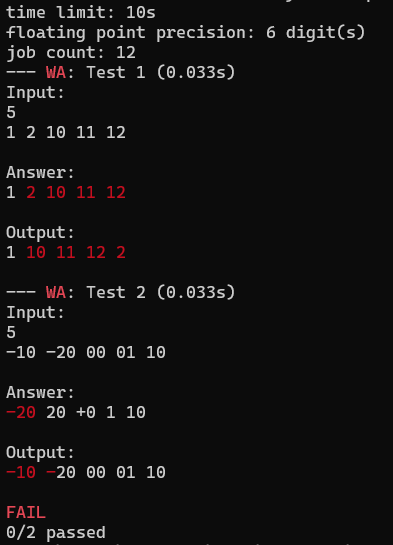 time limit: 10s
floating point precision: 6 digit(s)
job count: 12
--- WA: Test 1 (0.033s)
Input:
5
1 2 10 11 12
Answer:
1 2 10 11 12
Output:
1 10 11 12 2
--- WA: Test 2 (0.033s)
Input:
5
-10 -20 00 01 10
Answer:
-20 20 +0 1 10
Output:
-10 -20 00 01 10
FAIL
0/2 passed